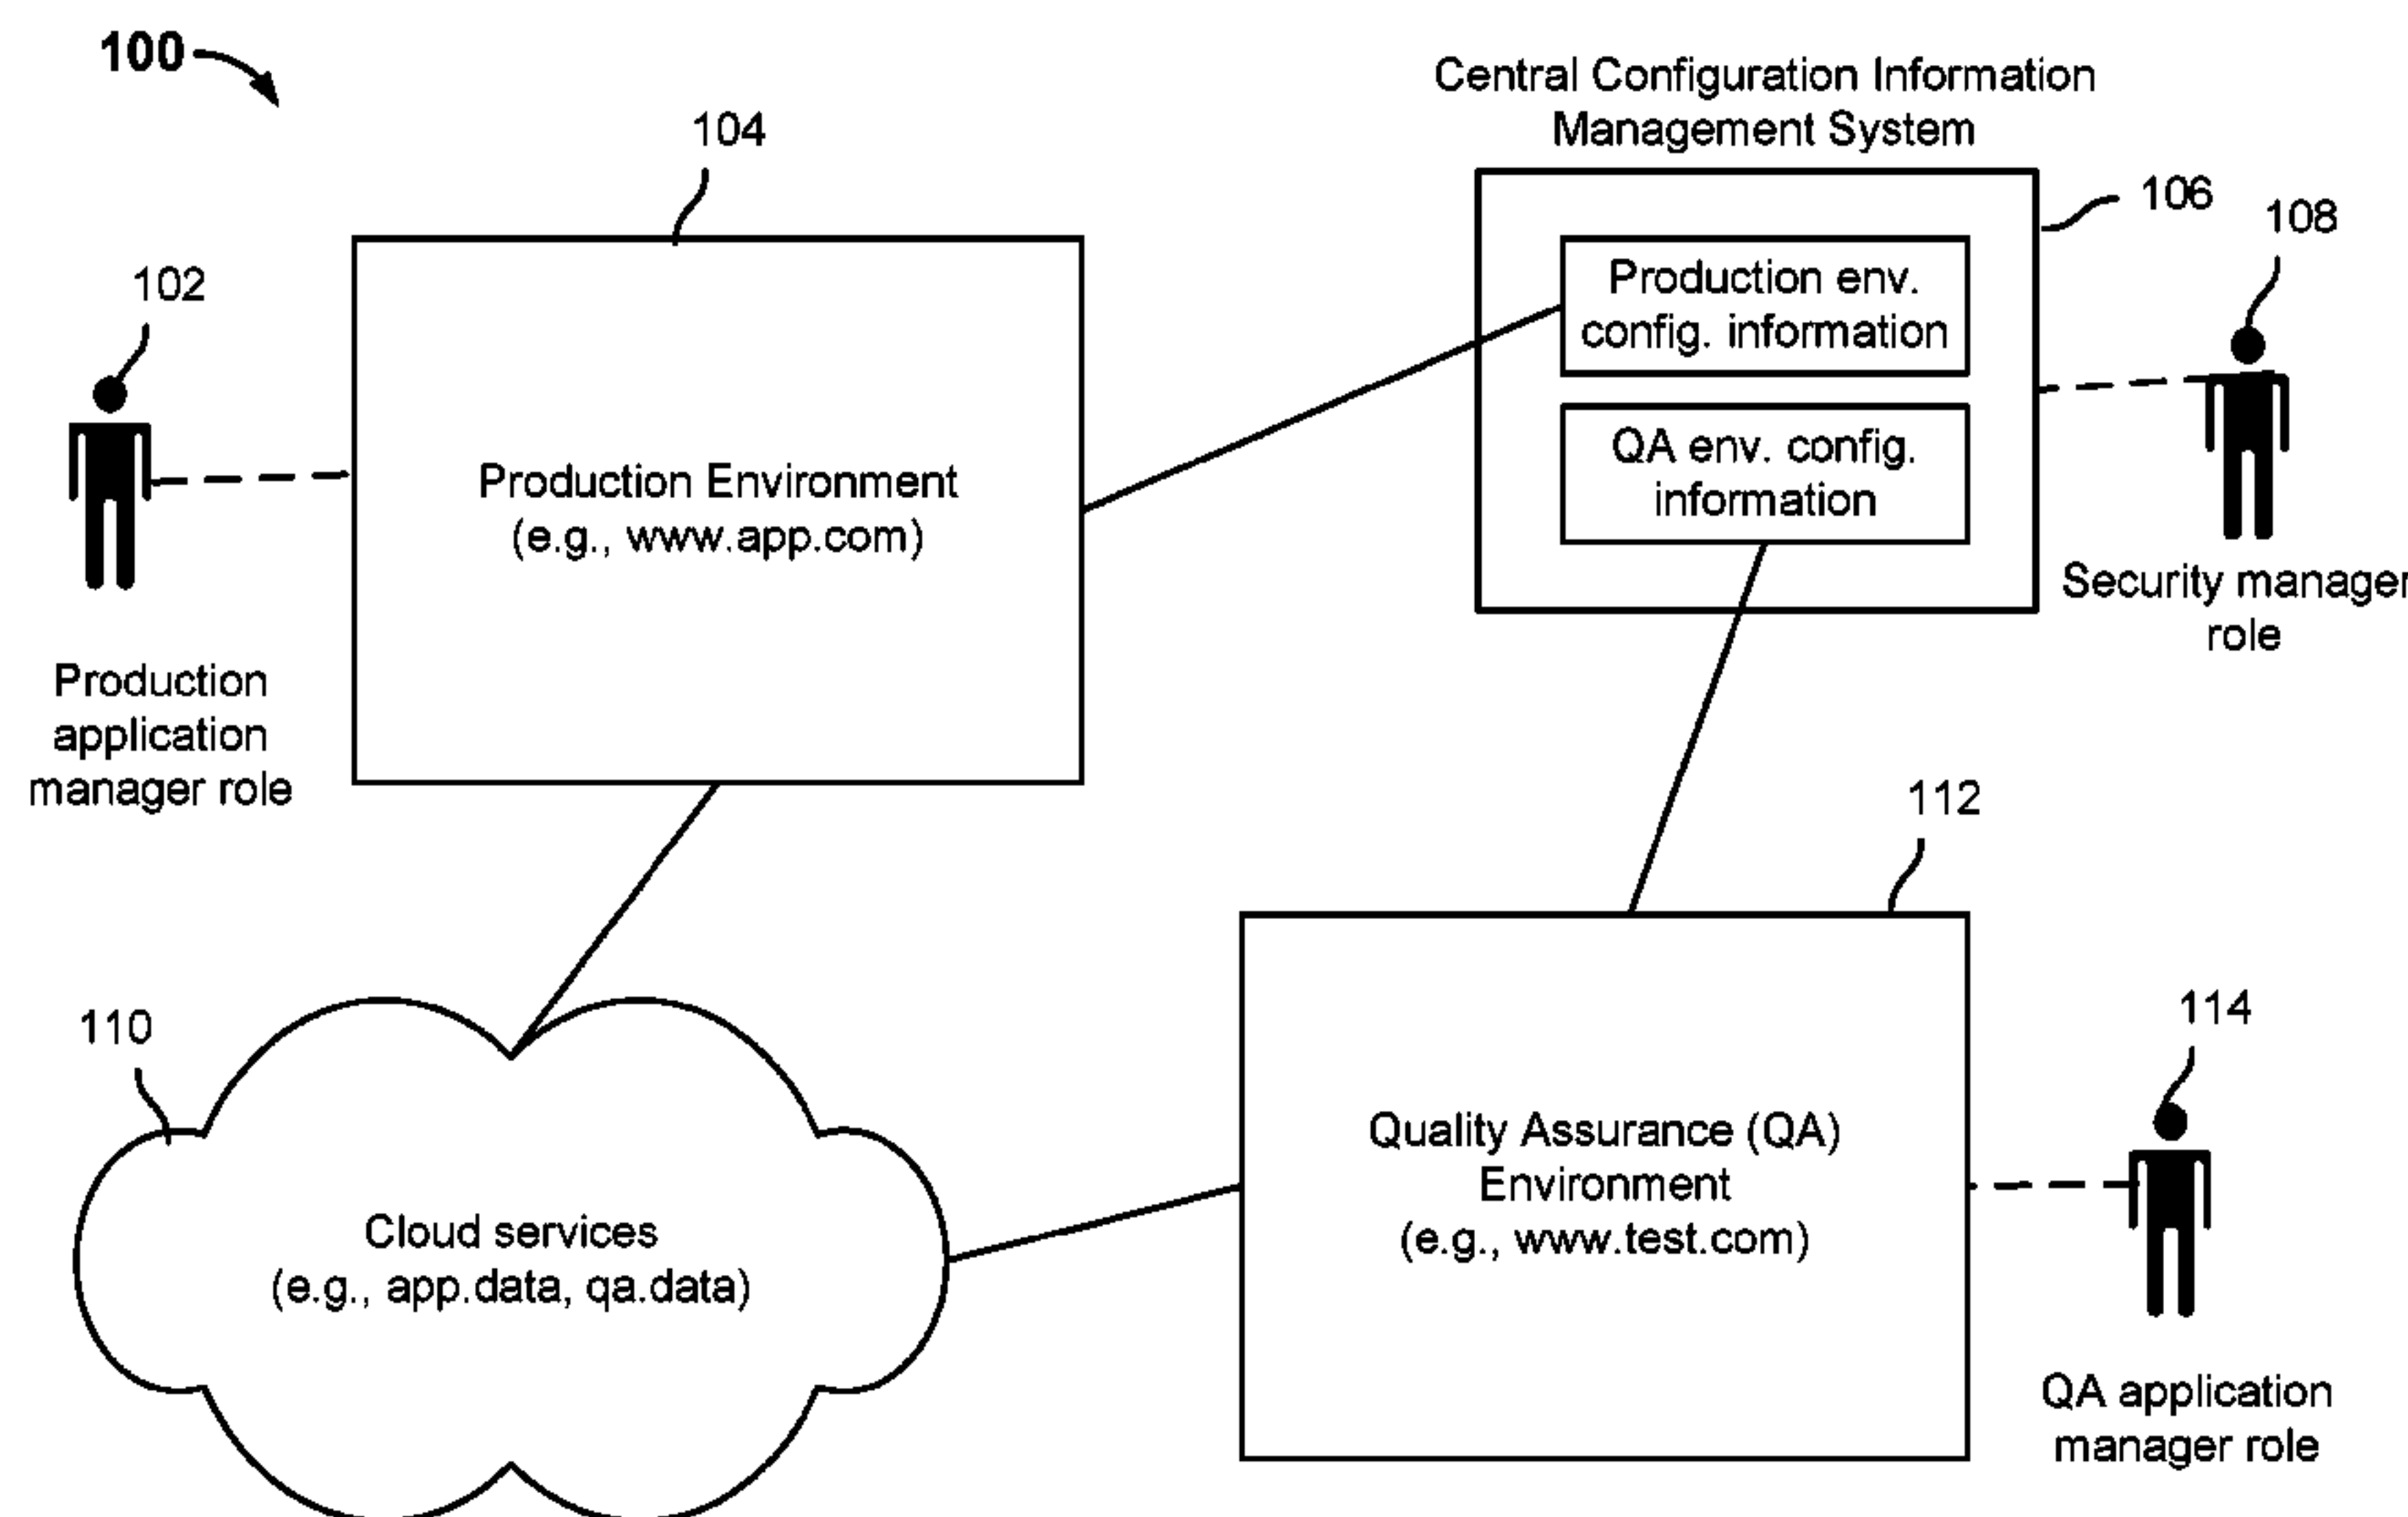 100
104
Central Configuration Information
Management System
106
108
102
Production env.
config. information
QA env. config.
information
Production Environment
(e.g., www.app.com)
Security manager
role
Production
application
manager role
112
110
114
Quality Assurance (QA)
Environment
(e.g., www.test.com)
Cloud services
(e.g., app.data, qa.data)
QA application
manager role